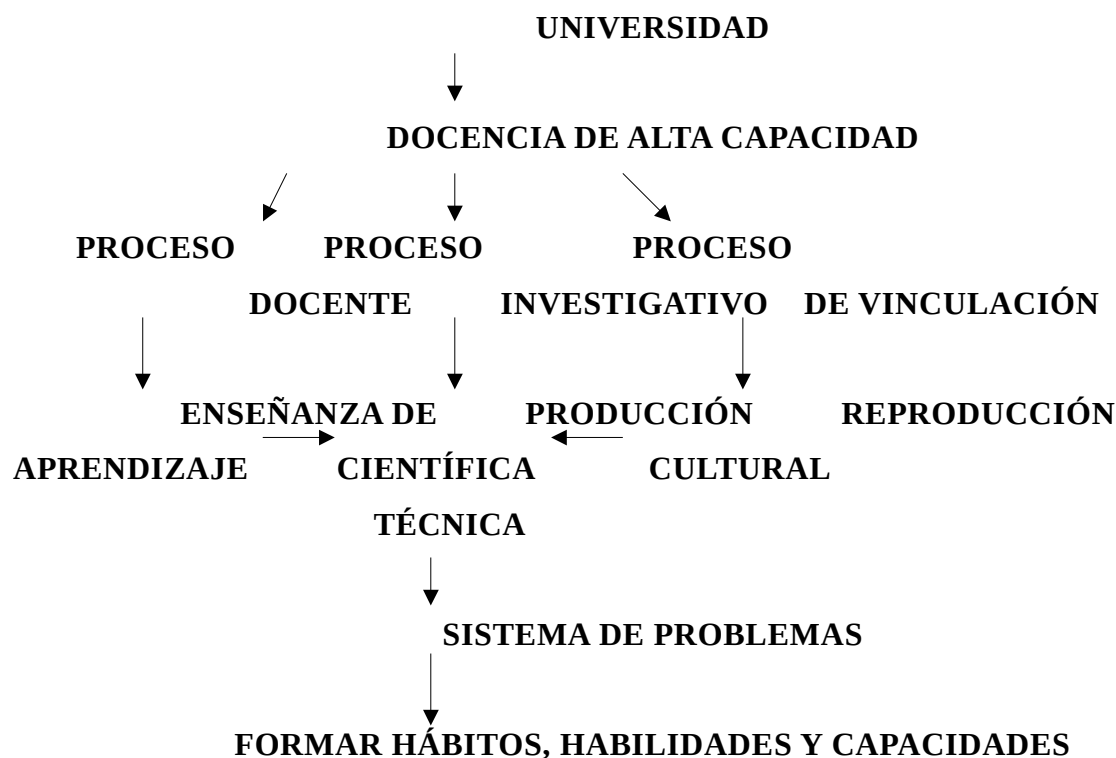 UNIVERSIDAD
DOCENCIA DE ALTA CAPACIDAD
PROCESO PROCESO PROCESO
DOCENTE INVESTIGATIVO DE VINCULACIÓN
ENSEÑANZA DE PRODUCCIÓN REPRODUCCIÓN
APRENDIZAJE CIENTÍFICA CULTURAL
TÉCNICA
SISTEMA DE PROBLEMAS
FORMAR HÁBITOS, HABILIDADES Y CAPACIDADES